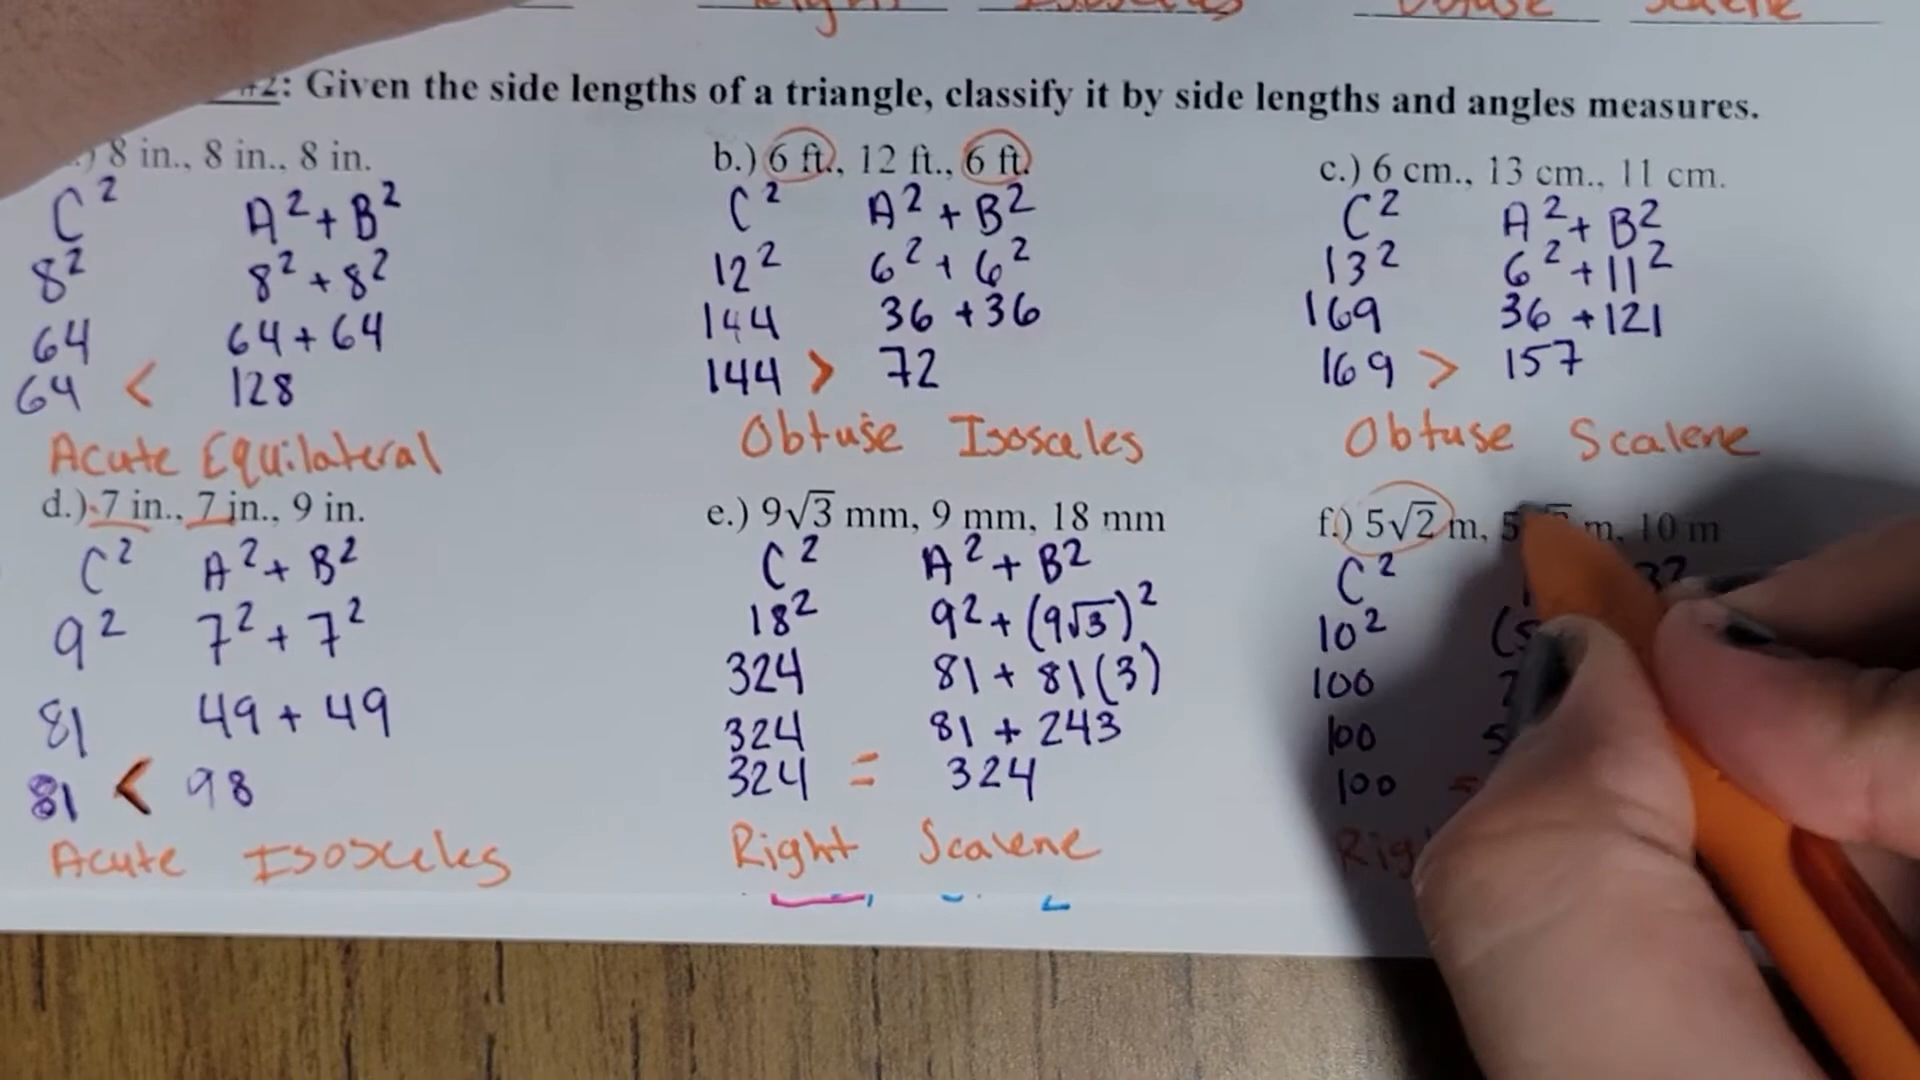 #2: Given the side lengths of a triangle, classify it by side lengths and angles measures.
8 in., 8 in., 8 in.
C² A² + B²
8² 8² + 8²
64 64 + 64
64 < 128
Acute Equilateral
b.) 6 ft., 12 ft., 6 ft.
C² A² + B²
12² 6² + 6²
144 36 + 36
144 > 72
Obtuse Isosceles
c.) 6 cm., 13 cm., 11 cm.
C² A² + B²
13² 6² + 11²
169 36 + 121
169 > 157
Obtuse Scalene
d.) 7 in., 7 in., 9 in.
C² A² + B²
9² 7² + 7²
81 49 + 49
81 < 98
Acute Isosceles
e.) 9√3 mm, 9 mm, 18 mm
C² A² + B²
18² 9² + (9√3)²
324 81 + 81(3)
324 81 + 243
324 = 324
Right Scalene
f.) 5√2 m, 5 m, 10 m
C²
10² (5
100
100 5
100 =